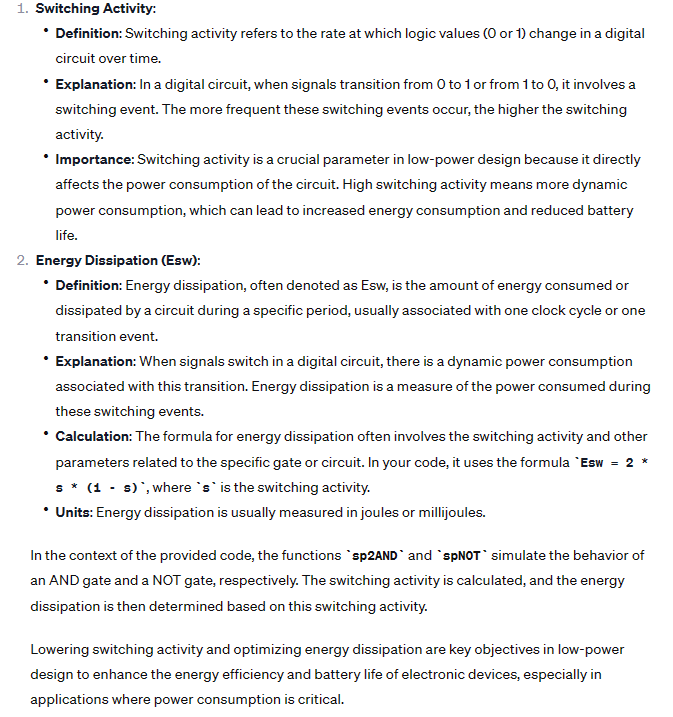 1. Switching Activity:
• Definition: Switching activity refers to the rate at which logic values (0 or 1) change in a digital
circuit over time.
• Explanation: In a digital circuit, when signals transition from 0 to 1 or from 1 to 0, it involves a
switching event. The more frequent these switching events occur, the higher the switching
activity.
• Importance: Switching activity is a crucial parameter in low-power design because it directly
affects the power consumption of the circuit. High switching activity means more dynamic
power consumption, which can lead to increased energy consumption and reduced battery
life.
2. Energy Dissipation (Esw):
• Definition: Energy dissipation, often denoted as Esw, is the amount of energy consumed or
dissipated by a circuit during a specific period, usually associated with one clock cycle or one
transition event.
• Explanation: When signals switch in a digital circuit, there is a dynamic power consumption
associated with this transition. Energy dissipation is a measure of the power consumed during
these switching events.
• Calculation: The formula for energy dissipation often involves the switching activity and other
parameters related to the specific gate or circuit. In your code, it uses the formula `Esw = 2 *
s * (1 - s)`, where `s` is the switching activity.
• Units: Energy dissipation is usually measured in joules or millijoules.
In the context of the provided code, the functions `sp2AND` and `spNOT` simulate the behavior of
an AND gate and a NOT gate, respectively. The switching activity is calculated, and the energy
dissipation is then determined based on this switching activity.
Lowering switching activity and optimizing energy dissipation are key objectives in low-power
design to enhance the energy efficiency and battery life of electronic devices, especially in
applications where power consumption is critical.